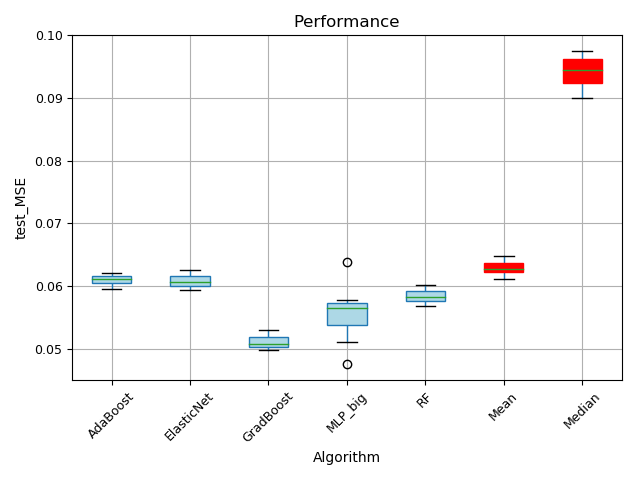 Performance
0.10
0.09
0.08
0.07
0.06
0.05
test_MSE
AdaBoost
ElasticNet
GradBoost
MLP_big
RF
Mean
Median
Algorithm